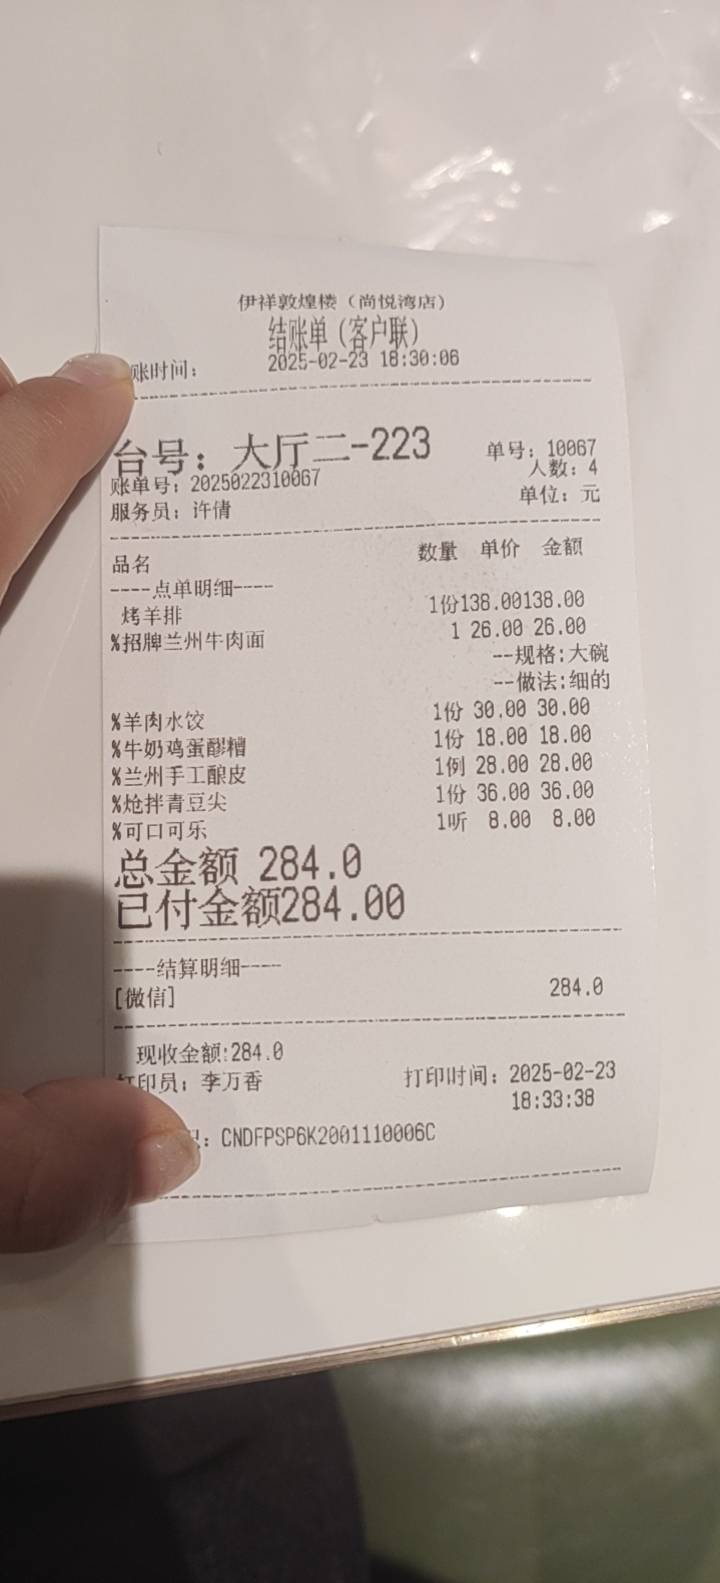 伊祥敦煌楼（尚悦湾店）
结账单（客户联）
账时间： 2025-02-23 18:30:06
台号：大厅二-223 单号：10067
账单号：2025022310067 人数：4
服务员：许倩 单位：元
品名 数量 单价 金额
----点单明细----
烤羊排 1份138.00138.00
%招牌兰州牛肉面 1 26.00 26.00
--规格:大碗
--做法:细的
%羊肉水饺 1份 30.00 30.00
%牛奶鸡蛋醪糟 1份 18.00 18.00
%兰州手工酿皮 1例 28.00 28.00
%炝拌青豆尖 1份 36.00 36.00
%可口可乐 1听 8.00 8.00
总金额 284.0
已付金额284.00
----结算明细----
[微信] 284.0
现收金额:284.0
打印员：李万香 打印时间：2025-02-23
18:33:38
：CNDFPSP6K2001110006C